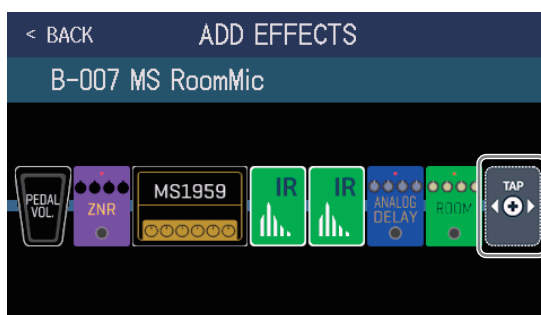 < BACK
ADD EFFECTS
B-007 MS RoomMic
PEDAL
VOL.
ZNR
MS1959
IR
IR
ANALOG
DELAY
ROOM
TAP